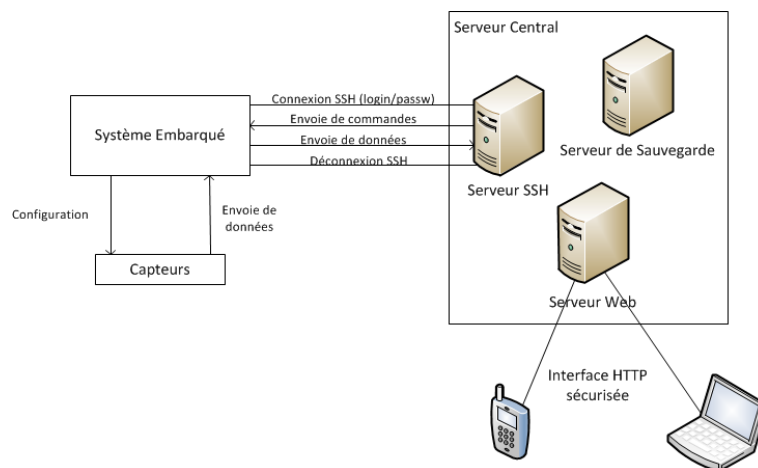 Serveur Central
Connexion SSH (login/passw)
Envoie de commandes
Système Embarqué
Envoie de données
Déconnexion SSH
Serveur de Sauvegarde
Serveur SSH
Configuration
Envoie de
données
Capteurs
Serveur Web
Interface HTTP
sécurisée